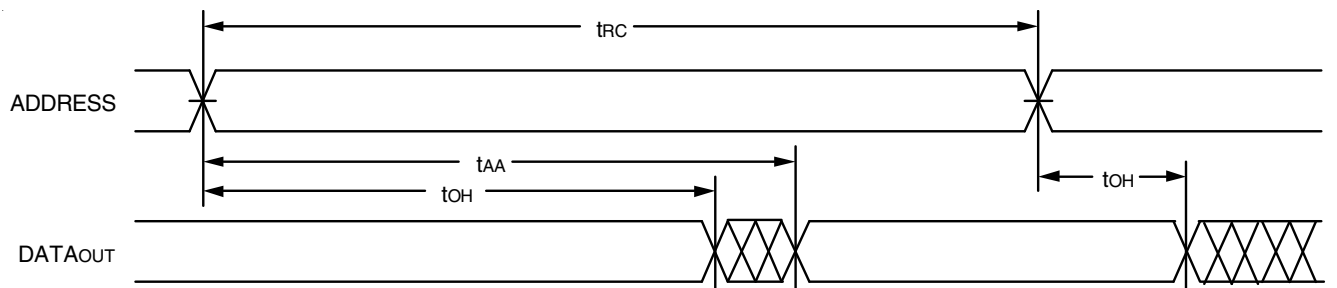 tRC
ADDRESS
tAA
tOH
tOH
DATAOUT